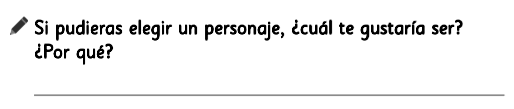 Si pudieras elegir un personaje, ¿cuál te gustaría ser?
¿Por qué?